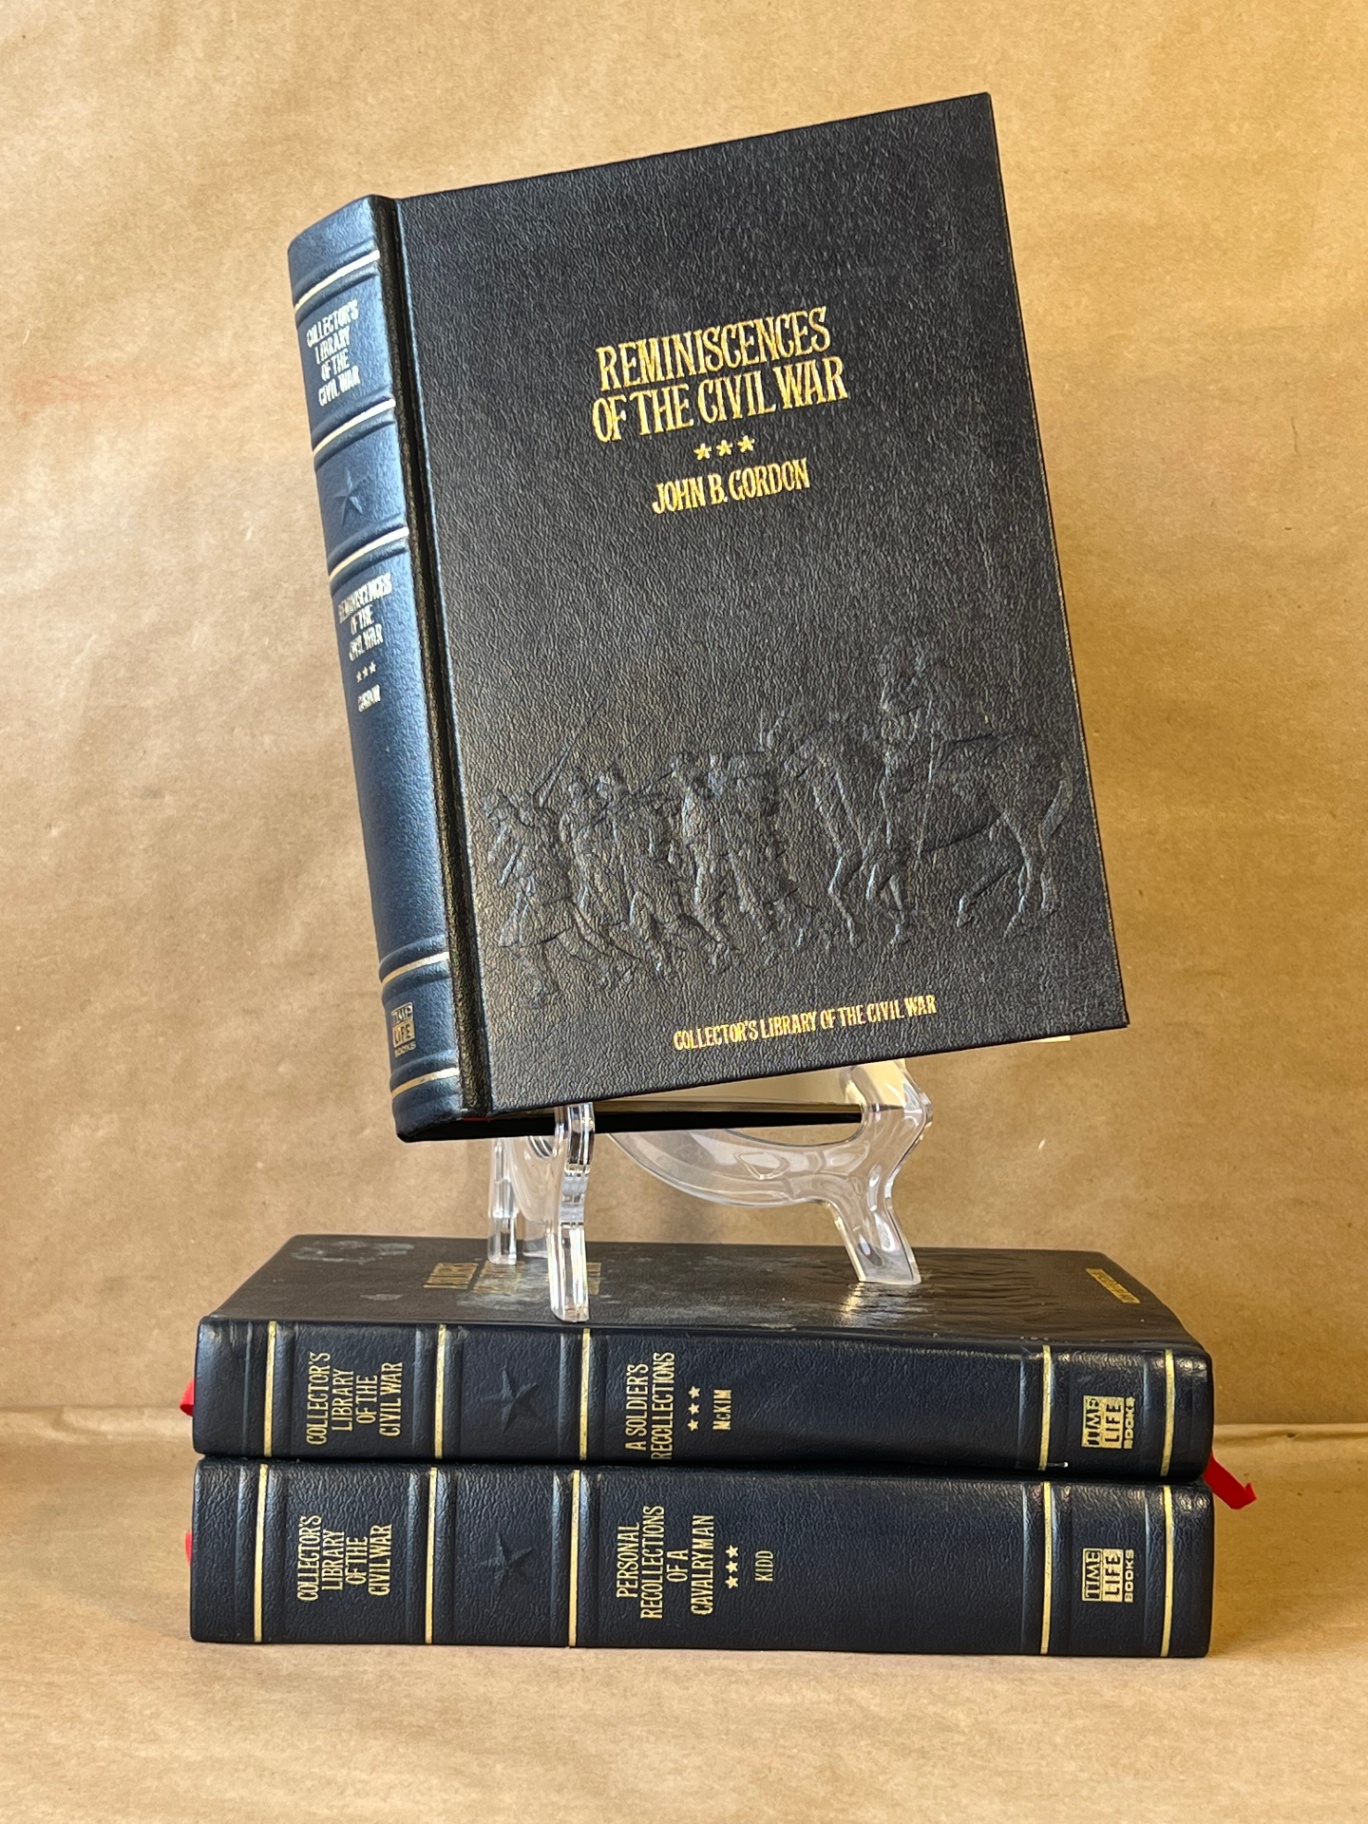 COLLECTOR'S
LIBRARY
OF THE
CIVIL WAR
REMINISCENCES
OF THE
CIVIL WAR
GORDON
TIME
LIFE
BOOKS
REMINISCENCES
OF THE CIVIL WAR
JOHN B. GORDON
COLLECTOR'S LIBRARY OF THE CIVIL WAR
COLLECTOR'S
LIBRARY
OF THE
CIVIL WAR
A SOLDIER'S
RECOLLECTIONS
McKIM
TIME
LIFE
BOOKS
COLLECTOR'S
LIBRARY
OF THE
CIVIL WAR
PERSONAL
RECOLLECTIONS
OF A
CAVALRYMAN
KIDD
TIME
LIFE
BOOKS